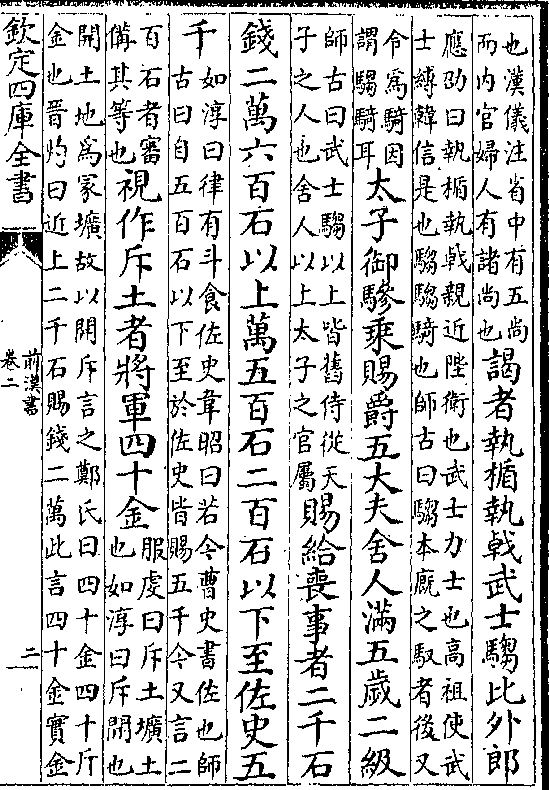 也漢儀注省中有五尚
而内官婦人有諸尚也
謁者執楯執戟武士騶比外郎
應劭曰執楯執戟親近陛衛也武士力士也高祖使武
士縛韓信是也騶騶騎也師古曰騶本廐之馭者後又
令為騎因
謂騶騎耳
太子御驂乘賜爵五大夫舍人滿五歲二級
師古曰武士騶以上皆舊侍從天
子之人也舍人以上太子之官屬
賜給喪事者二千石
錢二萬六百石以上萬五百石二百石以下至佐史五
千
如淳曰律有斗食佐史韋昭曰若今曹史書佐也師
古曰自五百石以下至於佐史皆賜五千今又言二
百石者審
僃其等也
視作斥土者將軍四十金
服虔曰斥土壙土
也如淳曰斥開也
開土地為冢壙故以開斥言之鄭氏曰四十金四十斤
金也晉灼曰近上二千石賜錢二萬此言四十金實金
欽定四庫全書
前漢書
卷二
二